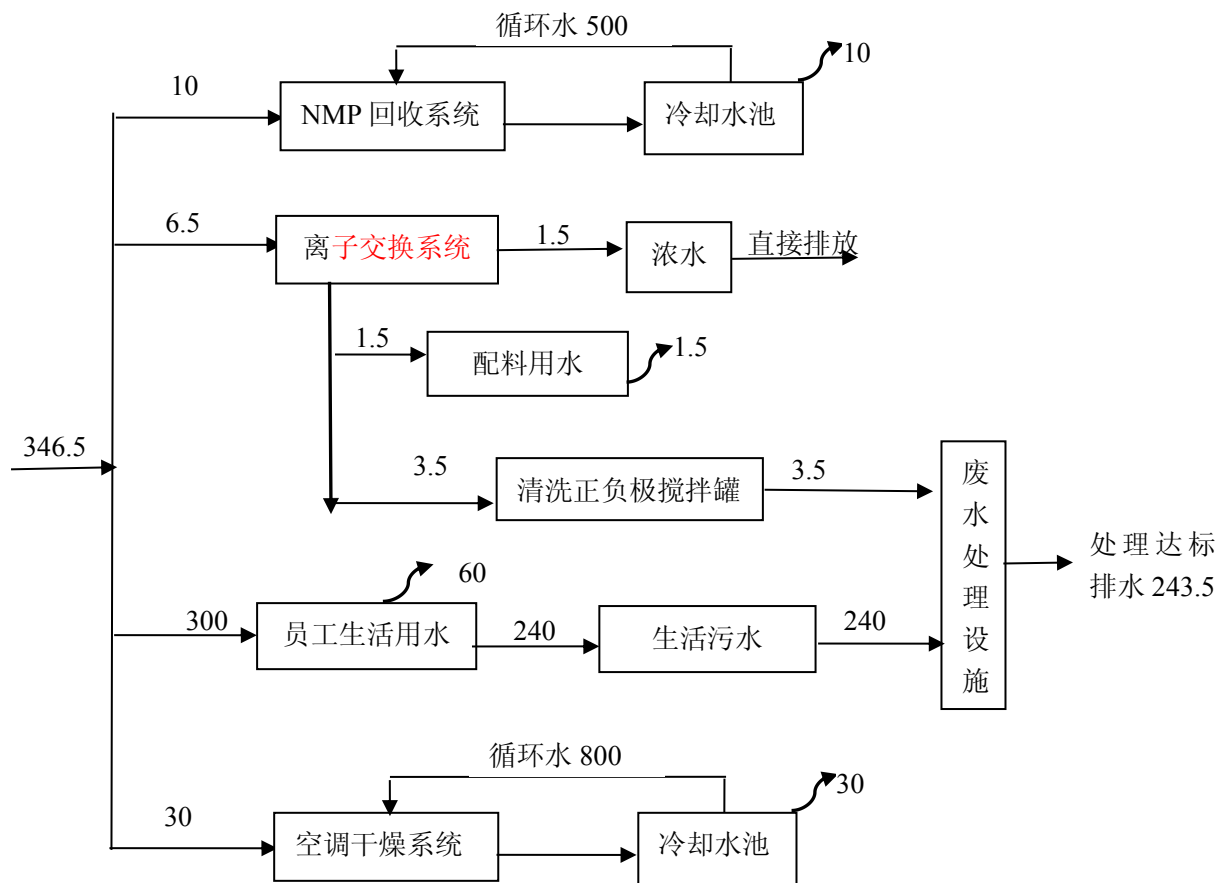 循环水 500
10
10
NMP 回收系统
冷却水池
6.5
离子交换系统
1.5
浓水
直接排放
1.5
配料用水
1.5
346.5
3.5
清洗正负极搅拌罐
3.5
废水处理设施
处理达标
排水 243.5
60
300
员工生活用水
240
生活污水
240
循环水 800
30
30
空调干燥系统
冷却水池